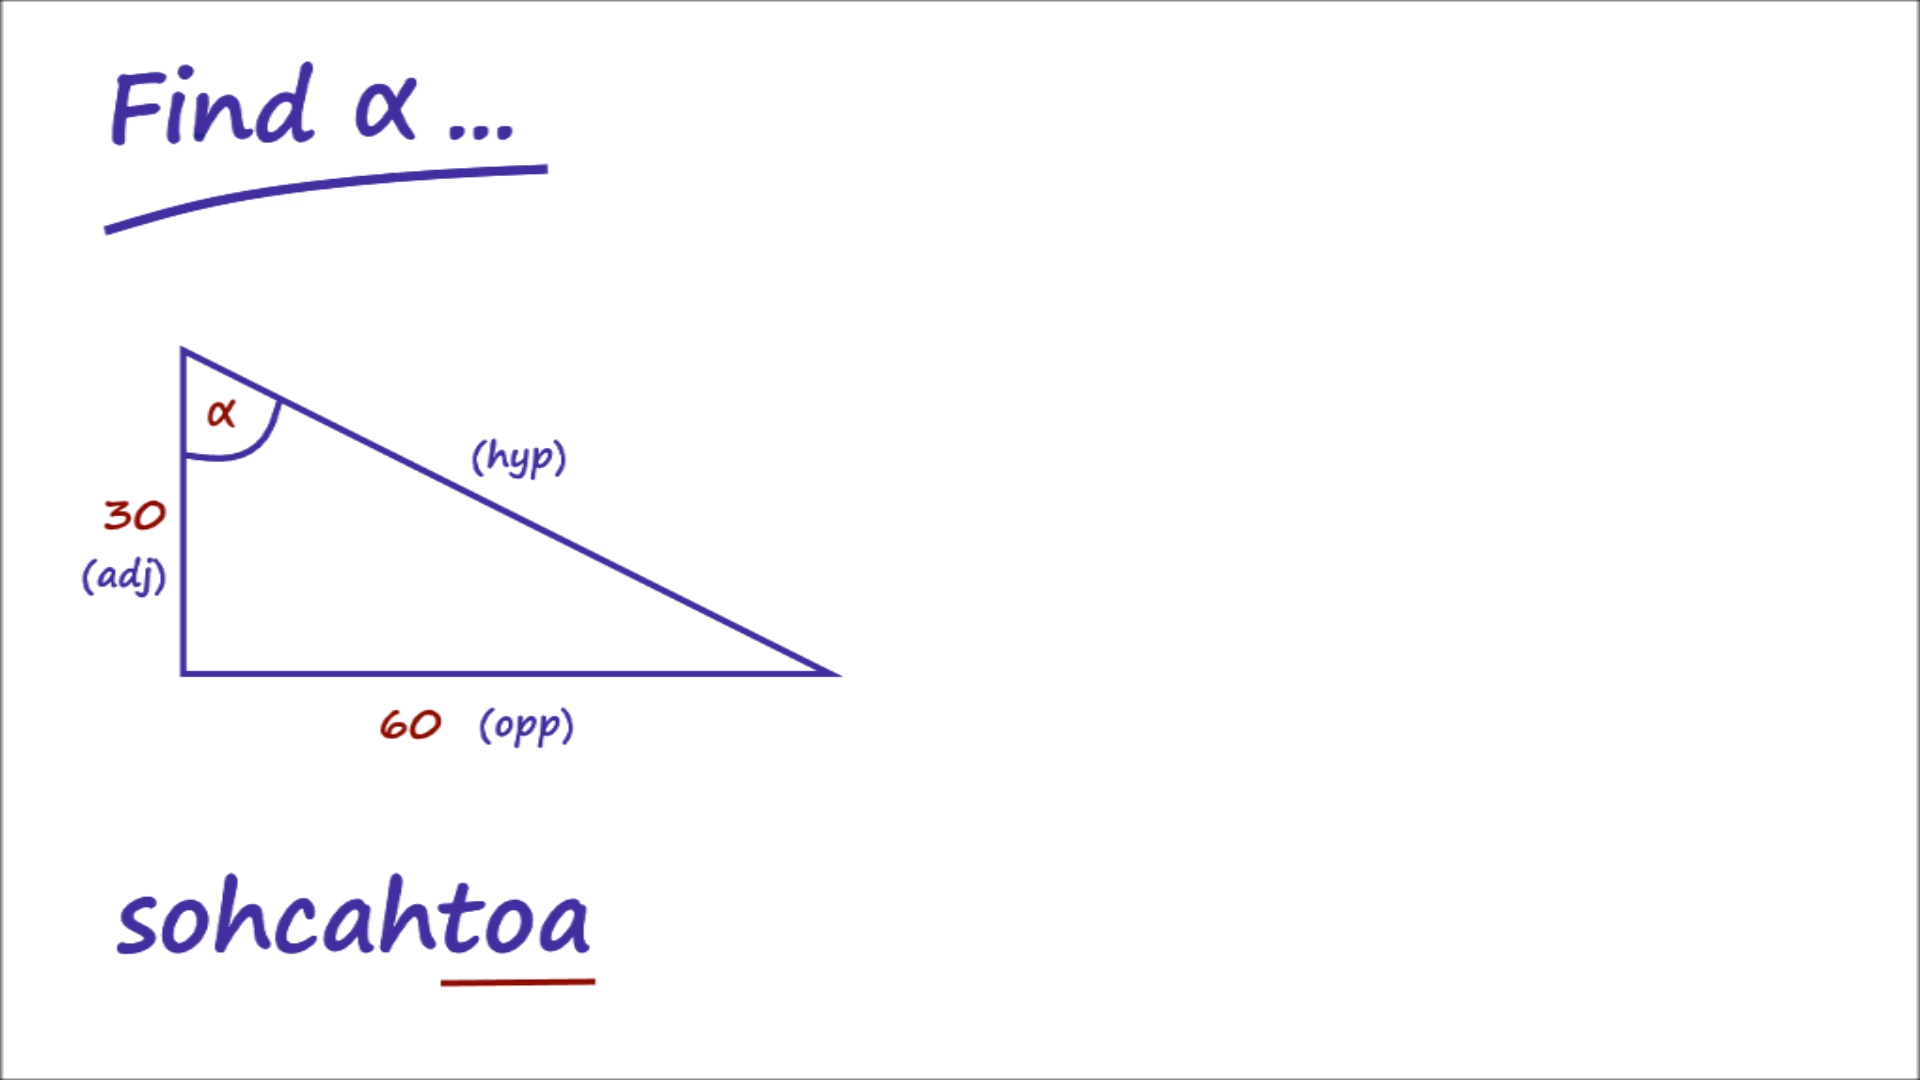 Find α ...
α
(hyp)
30
(adj)
60 (opp)
sohcahtoa